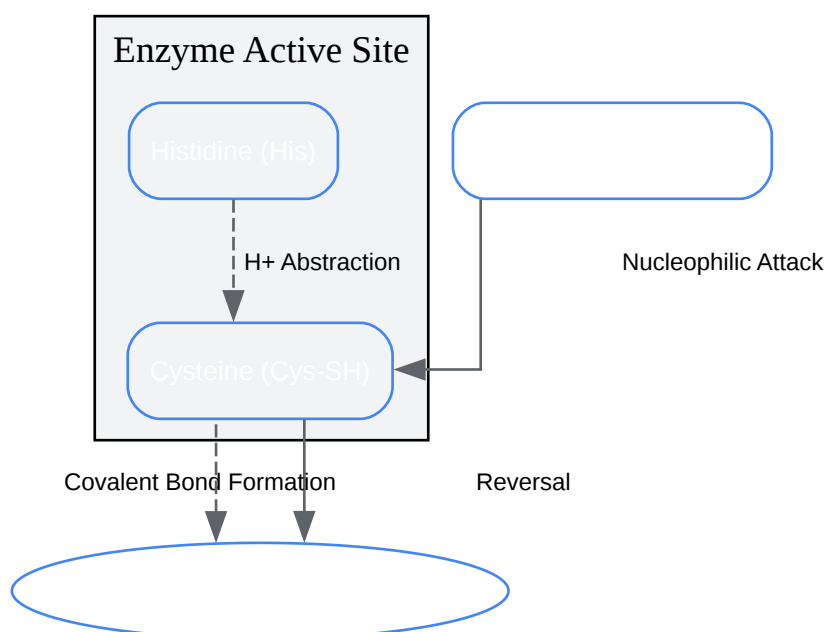 Enzyme Active Site
Histidine (His)
H+ Abstraction
Nucleophilic Attack
Cysteine (Cys-SH)
Covalent Bond Formation
Reversal